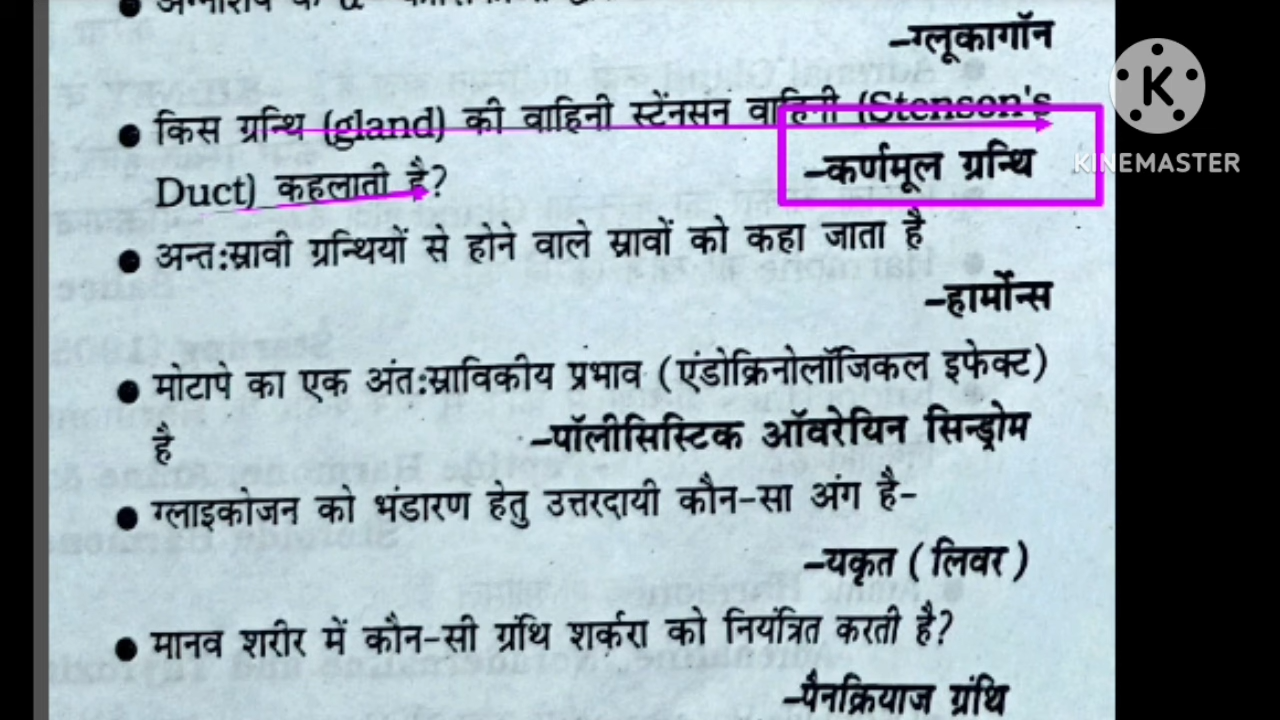 –ग्लूकागॉन
● किस ग्रन्थि (gland) की वाहिनी स्टेंनसन वाहिनी (Stenson's
Duct) कहलाती है? –कर्णमूल ग्रन्थि
● अन्तःस्रावी ग्रन्थियों से होने वाले स्रावों को कहा जाता है
–हार्मोन्स
● मोटापे का एक अंतःस्राविकीय प्रभाव (एंडोक्रिनोलॉजिकल इफेक्ट)
है –पॉलीसिस्टिक ऑवरेयिन सिन्ड्रोम
● ग्लाइकोजन को भंडारण हेतु उत्तरदायी कौन-सा अंग है-
–यकृत (लिवर)
● मानव शरीर में कौन-सी ग्रंथि शर्करा को नियंत्रित करती है?
–पैनक्रियाज ग्रंथि
K
KINEMASTER